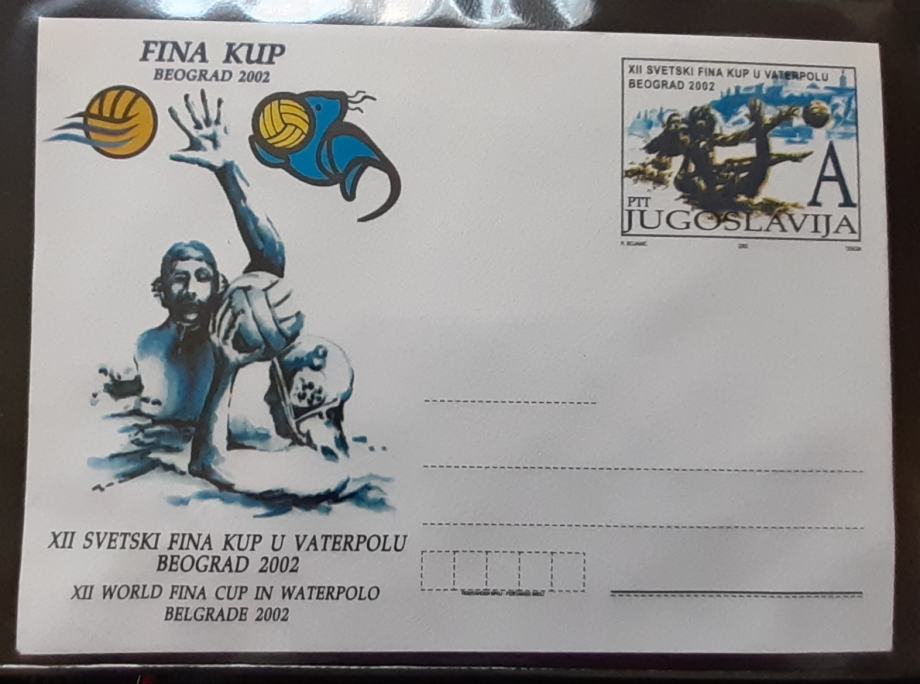 FINA KUP
BEOGRAD 2002
XII SVETSKI FINA KUP U VATERPOLU
BEOGRAD 2002
A
PTT
JUGOSLAVIJA
XII SVETSKI FINA KUP U VATERPOLU
BEOGRAD 2002
XII WORLD FINA CUP IN WATERPOLO
BELGRADE 2002